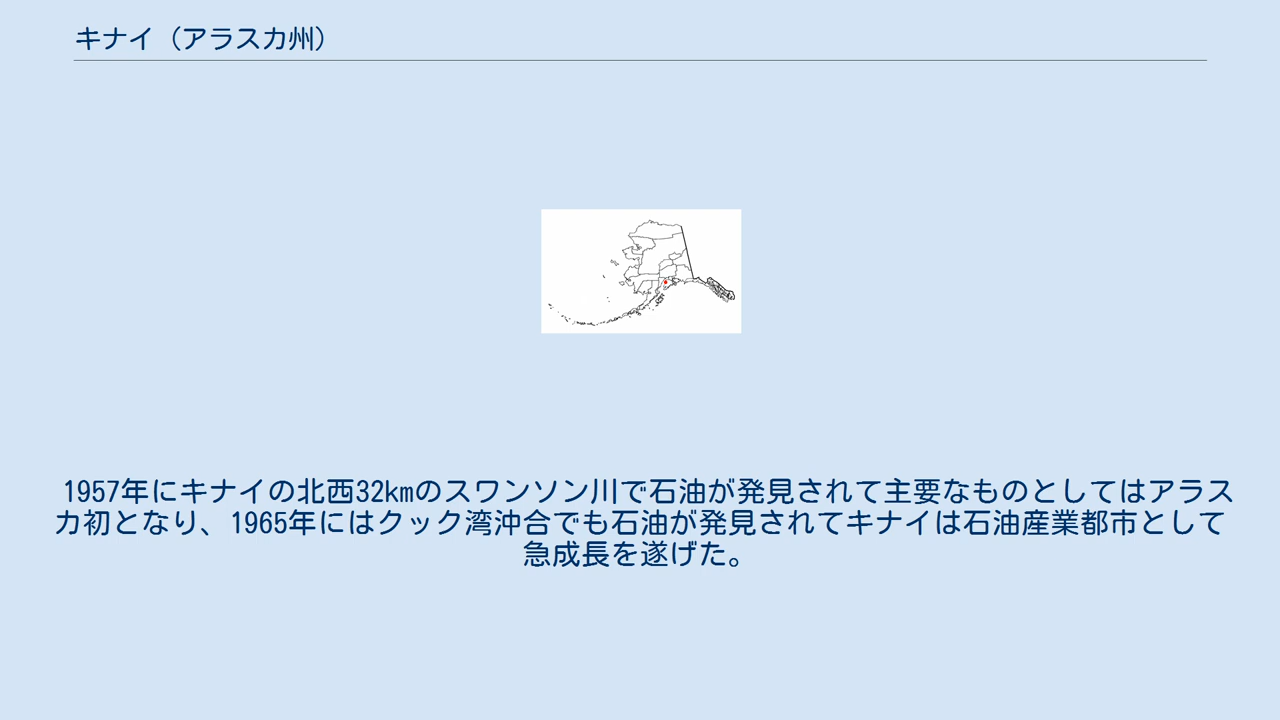 キナイ（アラスカ州）
1957年にキナイの北西32kmのスワンソン川で石油が発見されて主要なものとしてはアラス
カ初となり、1965年にはクック湾沖合でも石油が発見されてキナイは石油産業都市として
急成長を遂げた。